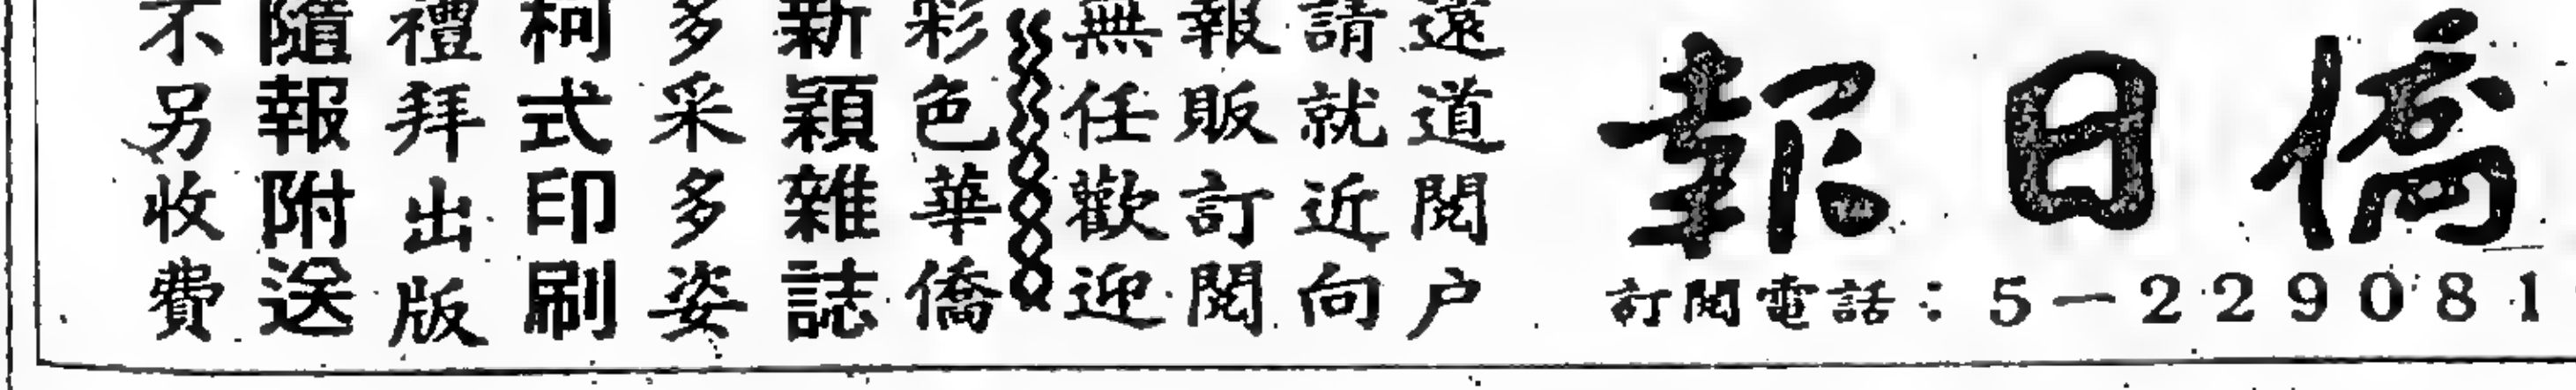 僑日報
訂閱電話：5－229081
遠道閱户
請就近向
報販訂閱
無任歡迎
彩色華僑
新穎雜誌
多采多姿
柯式印刷
禮拜出版
隨報附送
不另收費